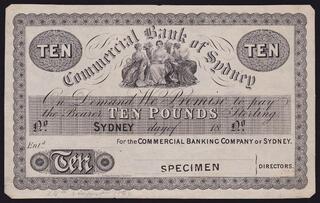 TEN TEN
Commercial Bank of Sydney
On Demand We Promise to pay
the Bearer TEN POUNDS Sterling
No SYDNEY day of 18 No
Entd For the COMMERCIAL BANKING COMPANY OF SYDNEY.
Ten
SPECIMEN DIRECTORS.